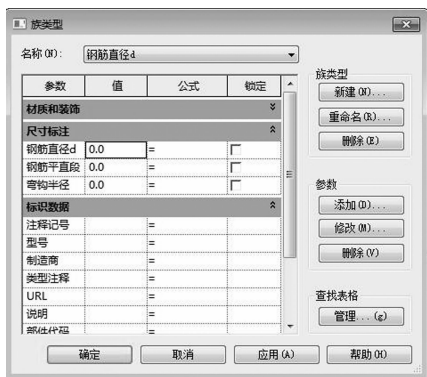 族类型
名称(N): 钢筋直径d
参数 值 公式 锁定
材质和装饰
尺寸标注
钢筋直径d 0.0 =
钢筋平直段 0.0 =
弯钩半径 0.0 =
标识数据
注释记号 =
型号 =
制造商 =
类型注释 =
URL =
说明 =
部件代码 =
族类型
新建(N)...
重命名(R)...
删除(E)
参数
添加(D)...
修改(M)...
删除(V)
查找表格
管理...(g)
确定 取消 应用(A) 帮助(H)